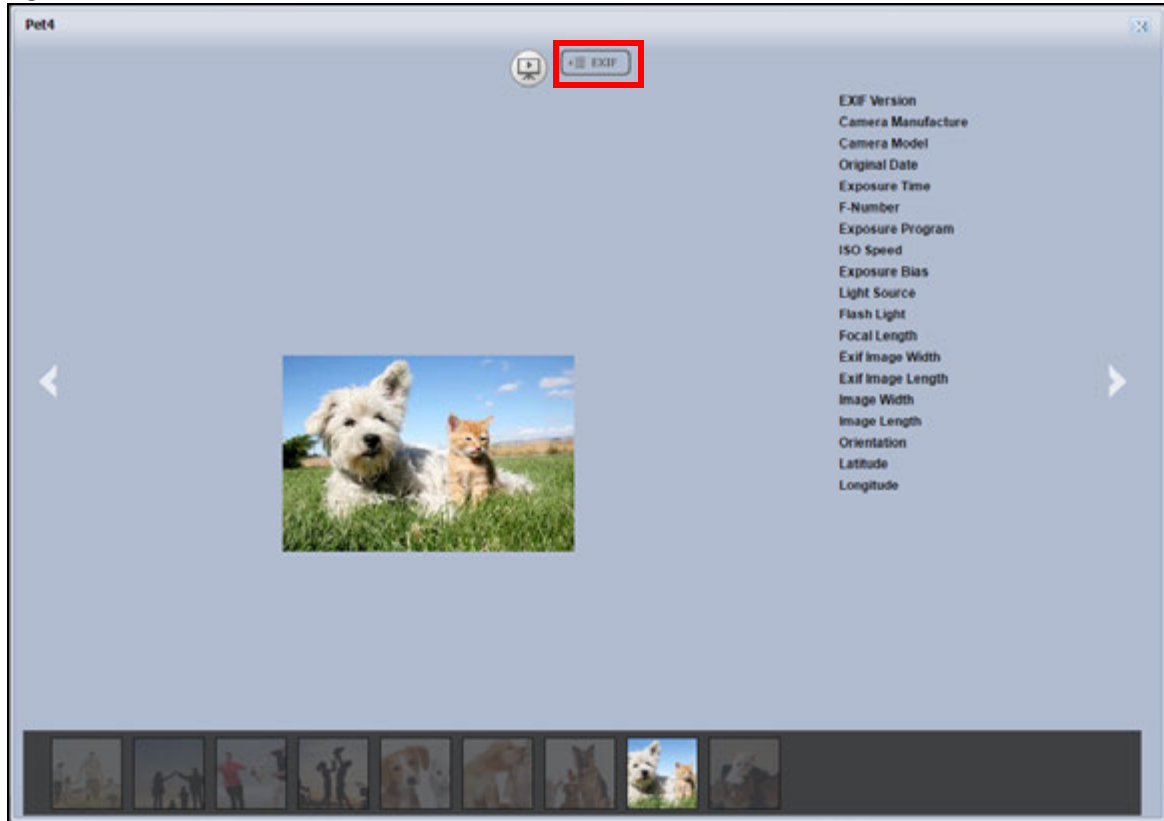 Pet4
EXIF
EXIF Version
Camera Manufacture
Camera Model
Original Date
Exposure Time
F-Number
Exposure Program
ISO Speed
Exposure Bias
Light Source
Flash Light
Focal Length
Exif Image Width
Exif Image Length
Image Width
Image Length
Orientation
Latitude
Longitude